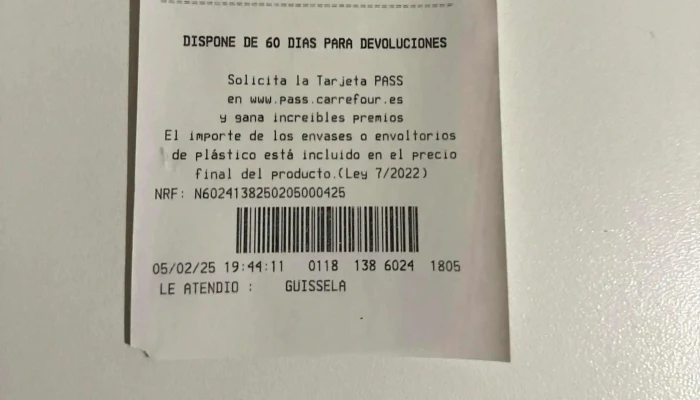 DISPONE DE 60 DIAS PARA DEVOLUCIONES
Solicita la Tarjeta PASS
en www.pass.carrefour.es
y gana increibles premios
El importe de los envases o envoltorios
de plástico está incluido en el precio
final del producto.(Ley 7/2022)
NRF: N6024138250205000425
05/02/25 19:44:11 0118 138 6024 1805
LE ATENDIO : GUISSELA